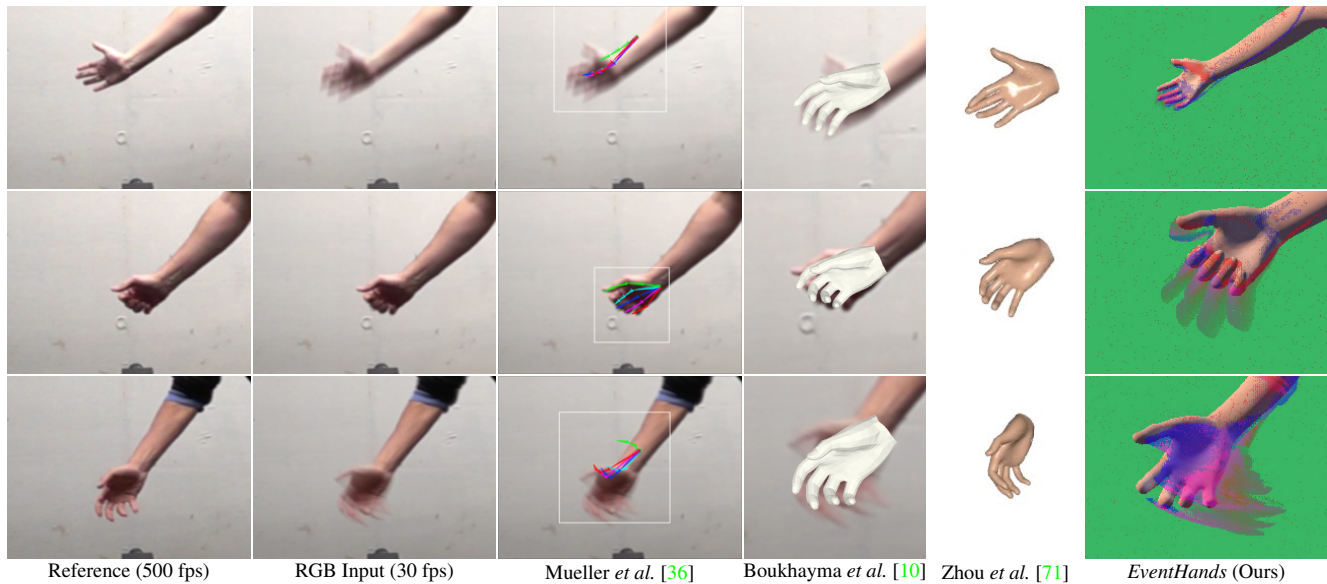 Reference (500 fps)
RGB Input (30 fps)
Mueller et al. [36]
Boukhayma et al. [10]
Zhou et al. [71]
EventHands (Ours)